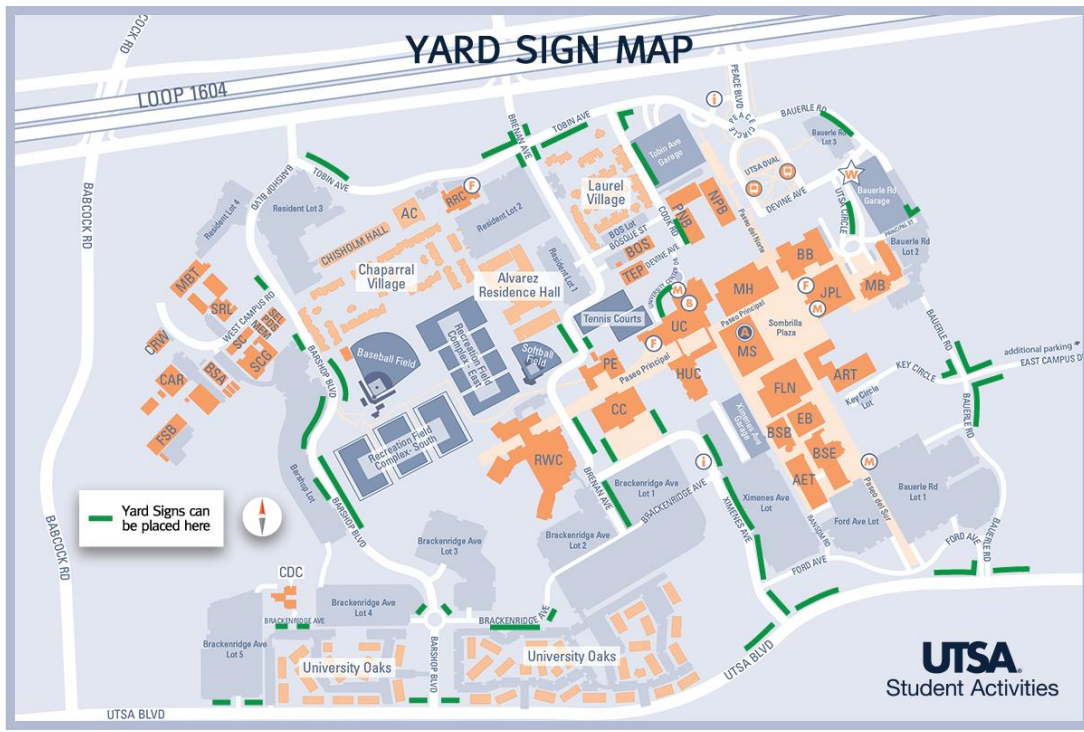 YARD SIGN MAP
COCK RD
LOOP 1604
BRENAN AVE
TOBIN AVE
PEACE BLVD
PEACE CIRCLE
i
BAUERLE RD
Bauerle Rd
Lot 3
UTSA OVAL
W
Bauerle Rd
Garage
DEVINE AVE
UTSA CIRCLE
PRINCIPAL ST
Bauerle Rd
Lot 2
Tobin Ave
Garage
BARSHOP BLVD
TOBIN AVE
Resident Lot 4
Resident Lot 3
AC
RRC
F
Resident Lot 2
Laurel
Village
PNB
NPB
Paseo del Norte
COOK RD
BOS Lot
BOSQUE ST
BOS
TEP
DEVINE AVE
CHISHOLM HALL
Chaparral
Village
Alvarez
Residence Hall
Resident Lot 1
Tennis Courts
UNIVERSITY CENTER DR
M
B
UC
F
MH
BB
F
JPL
M
MB
Paseo Principal
Sombrilla
Plaza
A
MS
MBT
SRL
WEST CAMPUS RD
SEL
POS
MEM
SC
SCG
CRW
BSA
CAR
FSB
BABCOCK RD
BARSHOP BLVD
Baseball Field
Recreation Field
Complex- East
Softball
Field
PE
Paseo Principal
HUC
FLN
ART
KEY CIRCLE
Key Circle
Lot
additional parking
EAST CAMPUS D
BAUERLE RD
BAUERLE RD
CC
Ximenes Ave
Garage
EB
BSB
BSE
AET
Recreation Field
Complex- South
RWC
BRENAN AVE
Brackenridge Ave
Lot 1
i
BRACKENRIDGE AVE
XIMENES AVE
Ximenes Ave
Lot
M
Paseo del Sur
Bauerle Rd
Lot 1
Ford Ave Lot
RANSOM RD
FORD AVE
FORD AVE
BAUERLE RD
Barshop Lot
BARSHOP BLVD
Yard Signs can
be placed here
BABCOCK RD
Brackenridge Ave
Lot 3
Brackenridge Ave
Lot 2
CDC
Brackenridge Ave
Lot 4
BRACKENRIDGE AVE
BRACKENRIDGE AVE
Brackenridge Ave
Lot 5
University Oaks
BARSHOP BLVD
University Oaks
UTSA BLVD
UTSA BLVD
UTSA
Student Activities